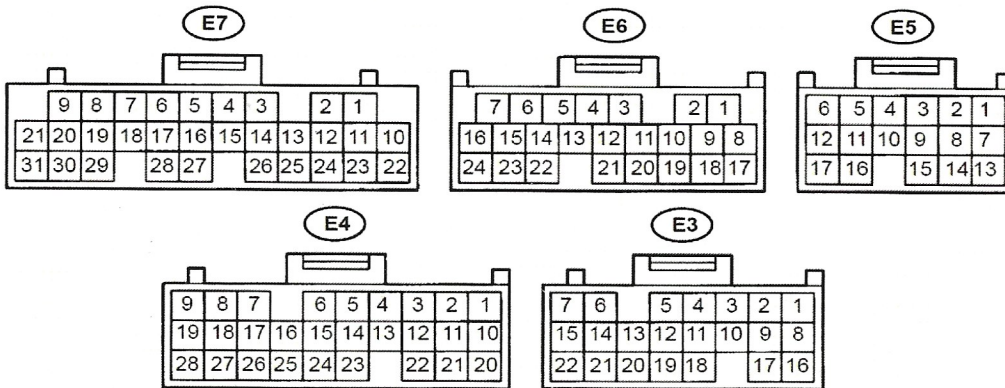 E7
9 8 7 6 5 4 3 2 1
21 20 19 18 17 16 15 14 13 12 11 10
31 30 29 28 27 26 25 24 23 22
E6
7 6 5 4 3 2 1
16 15 14 13 12 11 10 9 8
24 23 22 21 20 19 18 17
E5
6 5 4 3 2 1
12 11 10 9 8 7
17 16 15 14 13
E4
9 8 7 6 5 4 3 2 1
19 18 17 16 15 14 13 12 11 10
28 27 26 25 24 23 22 21 20
E3
7 6 5 4 3 2 1
15 14 13 12 11 10 9 8
22 21 20 19 18 17 16